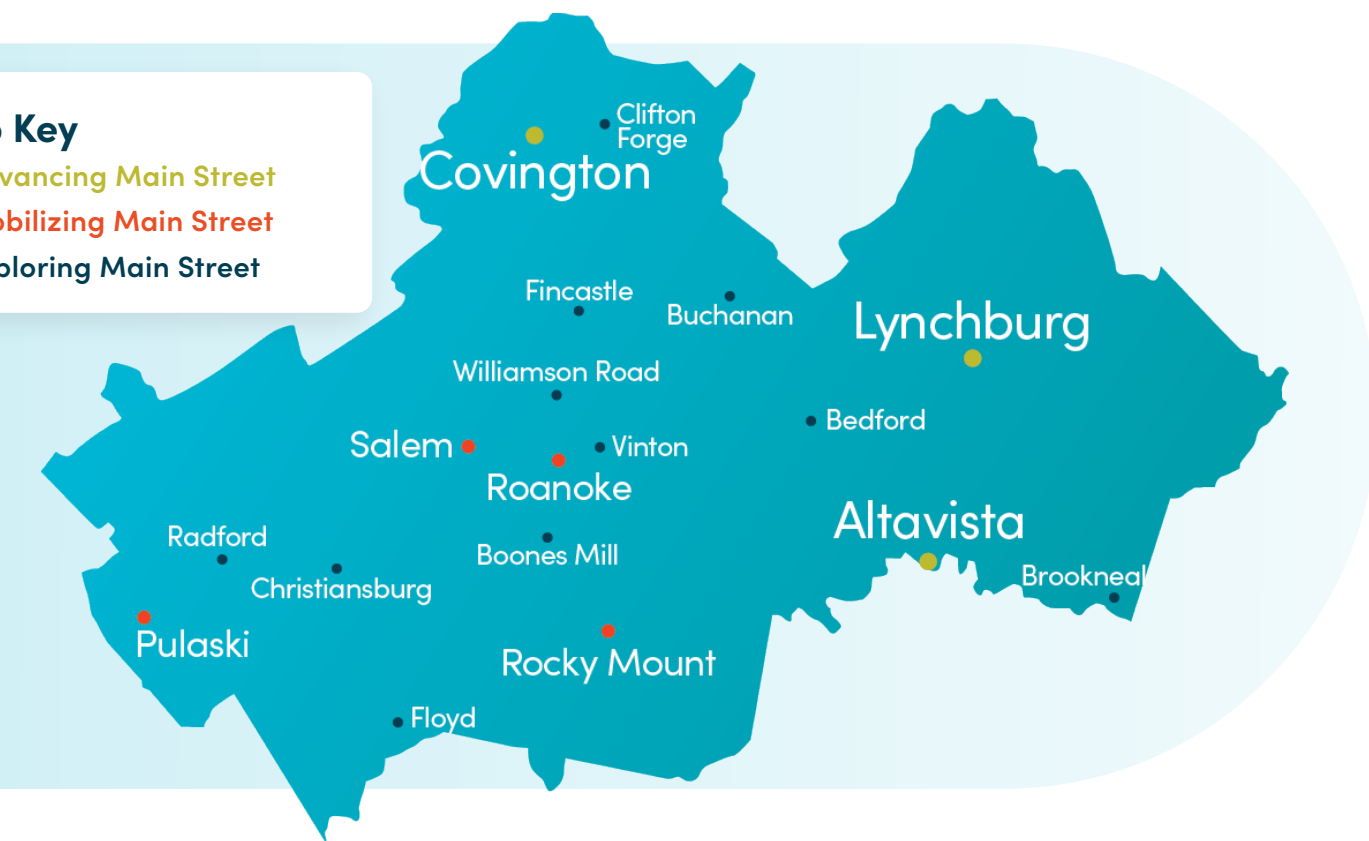 Key
vancing Main Street
bilizing Main Street
ploring Main Street
Clifton
Forge
Covington
Fincastle
Buchanan
Lynchburg
Williamson Road
Bedford
Salem
Vinton
Roanoke
Altavista
Radford
Boones Mill
Christiansburg
Brookneal
Pulaski
Rocky Mount
Floyd